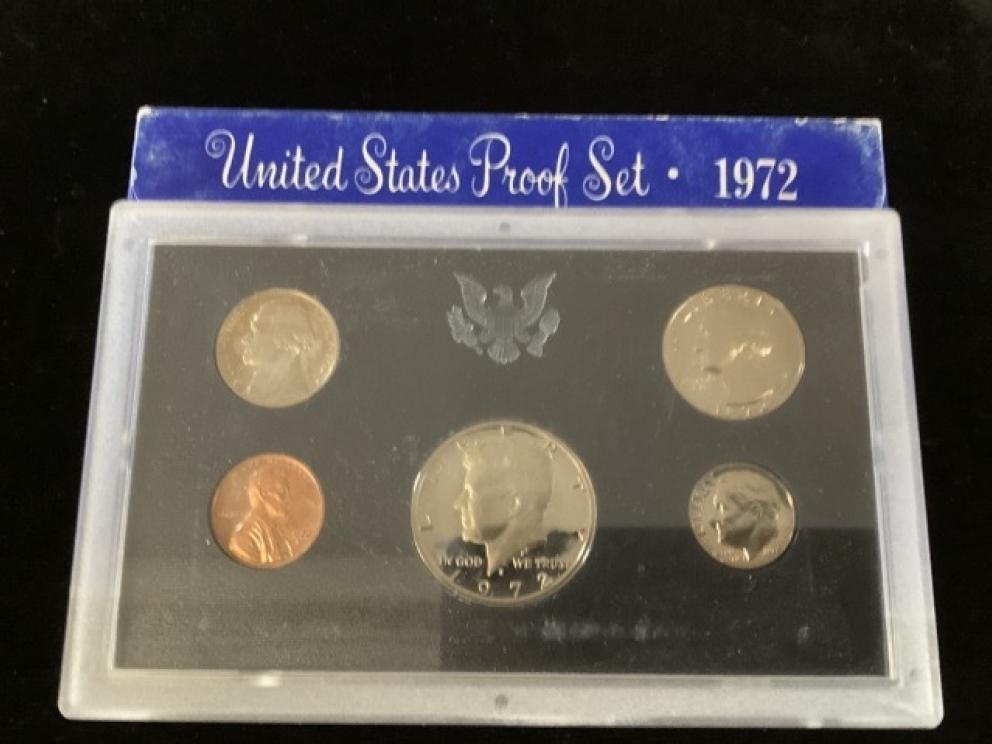 United States Proof Set · 1972
LIBERTY
IN GOD WE TRUST
1972